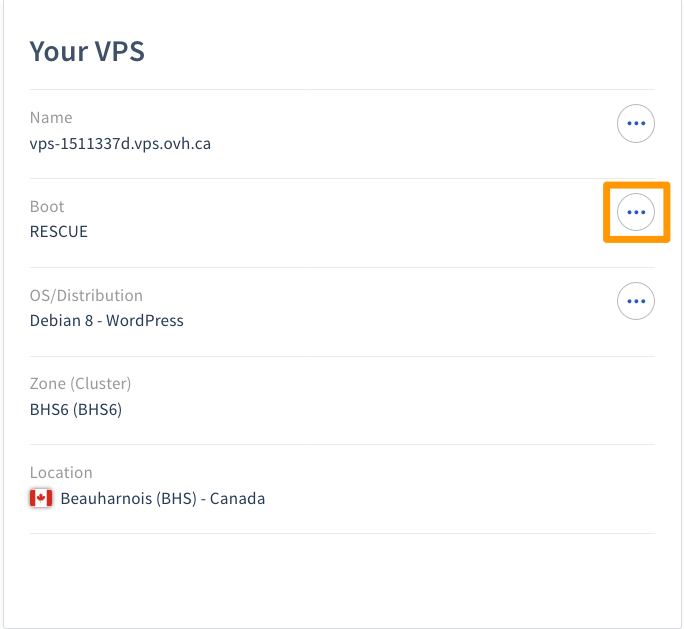 Your VPS
Name
vps-1511337d.vps.ovh.ca
Boot
RESCUE
OS/Distribution
Debian 8 - WordPress
Zone (Cluster)
BHS6 (BHS6)
Location
Beauharnois (BHS) - Canada